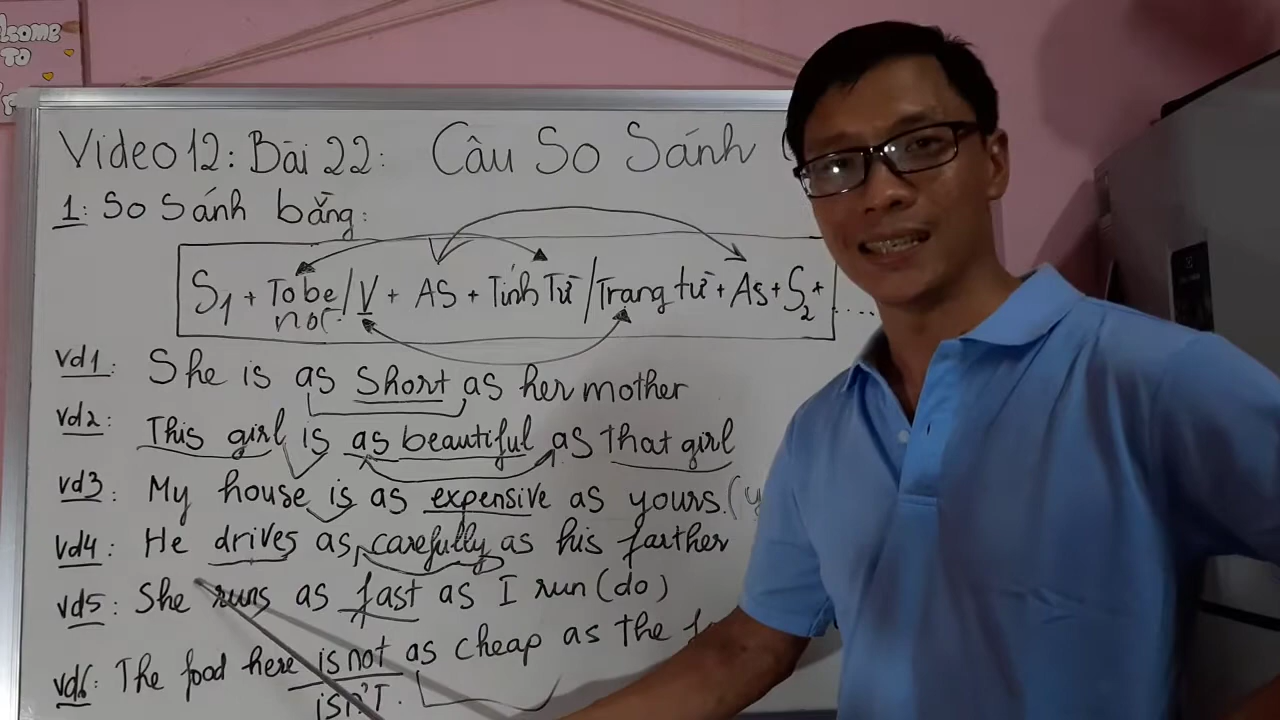 elcome
TO
Video 12: Bài 22: Câu So Sánh (
1: So Sánh bằng:
S1 + Tobe/V + AS + Tính Từ/Trang từ + As + S2 + ....
not
vd1: She is as short as her mother
vd2: This girl is as beautiful as that girl
vd3: My house is as expensive as yours. (y
vd4: He drives as carefully as his farther
vd5: She runs as fast as I run (do)
vd6: The food here is not as cheap as the
isn't